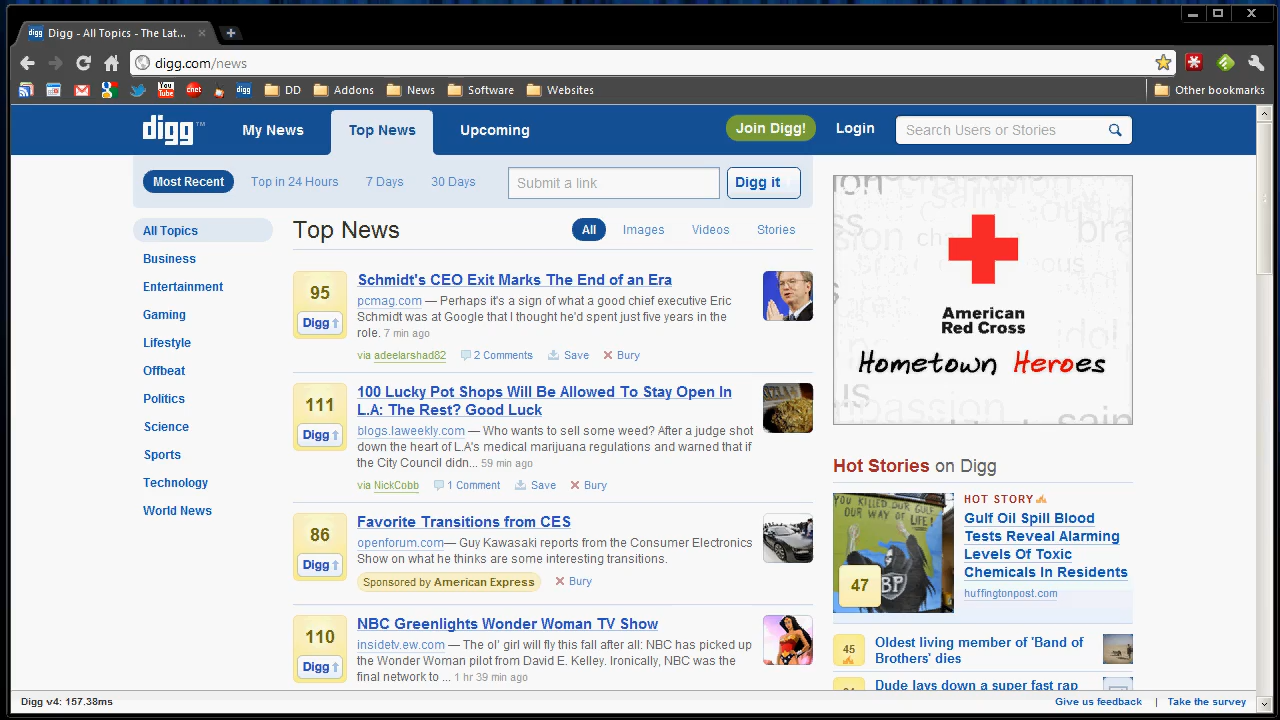 Digg - All Topics - The Lat...
digg.com/news
DD
Addons
News
Software
Websites
Other bookmarks
digg™
My News
Top News
Upcoming
Join Digg!
Login
Search Users or Stories
Most Recent
Top in 24 Hours
7 Days
30 Days
Submit a link
Digg it
All Topics
Business
Entertainment
Gaming
Lifestyle
Offbeat
Politics
Science
Sports
Technology
World News
Top News
All
Images
Videos
Stories
95
Digg
Schmidt's CEO Exit Marks The End of an Era
pcmag.com — Perhaps it's a sign of what a good chief executive Eric
Schmidt was at Google that I thought he'd spent just five years in the
role. 7 min ago
via adeelarshad82 2 Comments Save Bury
111
Digg
100 Lucky Pot Shops Will Be Allowed To Stay Open In
L.A: The Rest? Good Luck
blogs.laweekly.com — Who wants to sell some weed? After a judge shot
down the heart of L.A's medical marijuana regulations and warned that if
the City Council didn... 59 min ago
via NickCobb 1 Comment Save Bury
86
Digg
Favorite Transitions from CES
openforum.com— Guy Kawasaki reports from the Consumer Electronics
Show on what he thinks are some interesting transitions.
Sponsored by American Express Bury
110
Digg
NBC Greenlights Wonder Woman TV Show
insidetv.ew.com — The ol' girl will fly this fall after all: NBC has picked up
the Wonder Woman pilot from David E. Kelley. Ironically, NBC was the
final network to ... 1 hr 39 min ago
American
Red Cross
Hometown Heroes
Hot Stories on Digg
YOU KILLED OUR GULF
OUR WAY OF LIFE!
BP
47
HOT STORY
Gulf Oil Spill Blood
Tests Reveal Alarming
Levels Of Toxic
Chemicals In Residents
huffingtonpost.com
45
Oldest living member of 'Band of
Brothers' dies
Dude lays down a super fast rap
Digg v4: 157.38ms
Give us feedback | Take the survey